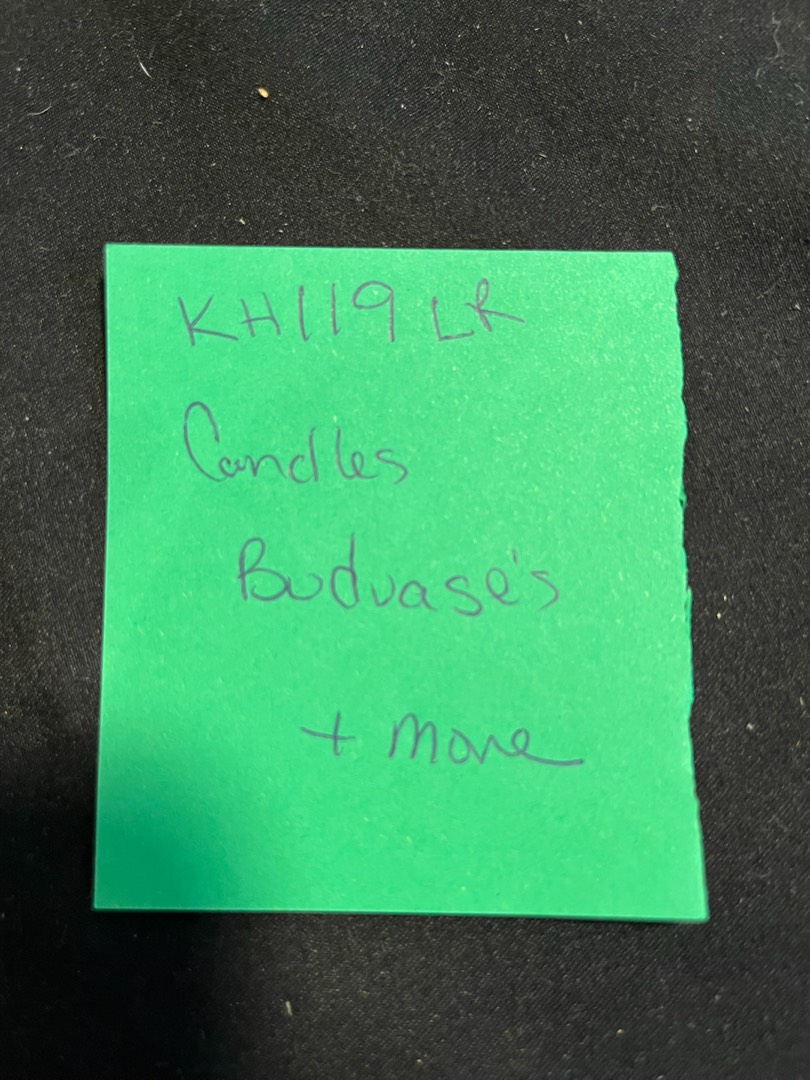 KH119 LR
Candles
Budvase's
+ more